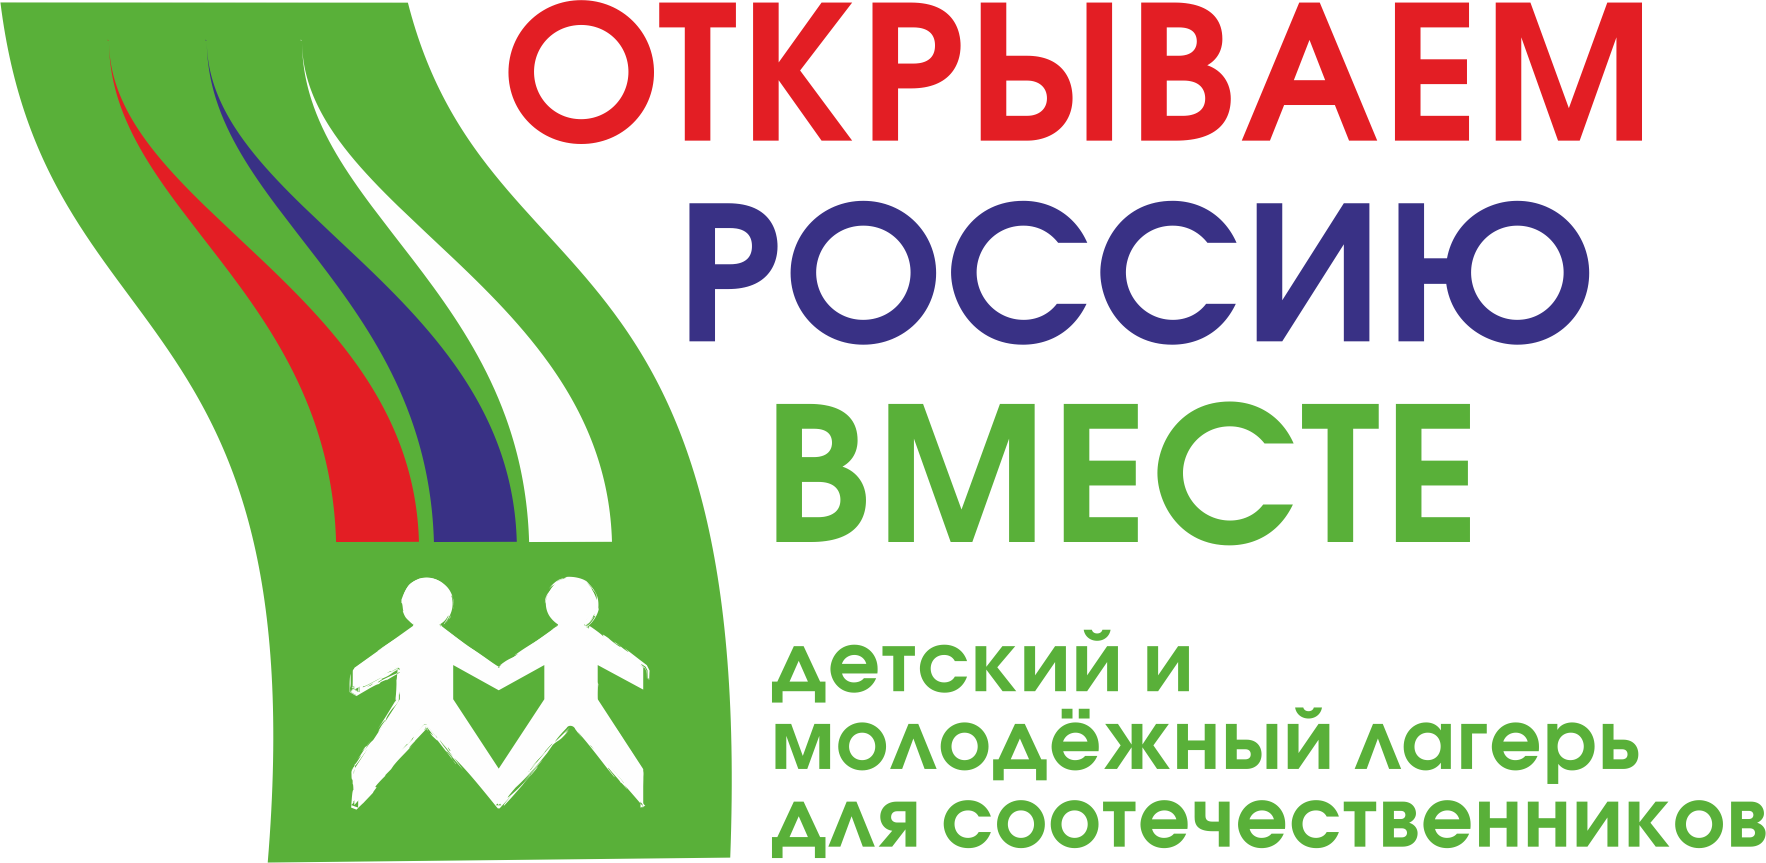 ОТКРЫВАЕМ
РОССИЮ
ВМЕСТЕ
детский и
молодёжный лагерь
для соотечественников